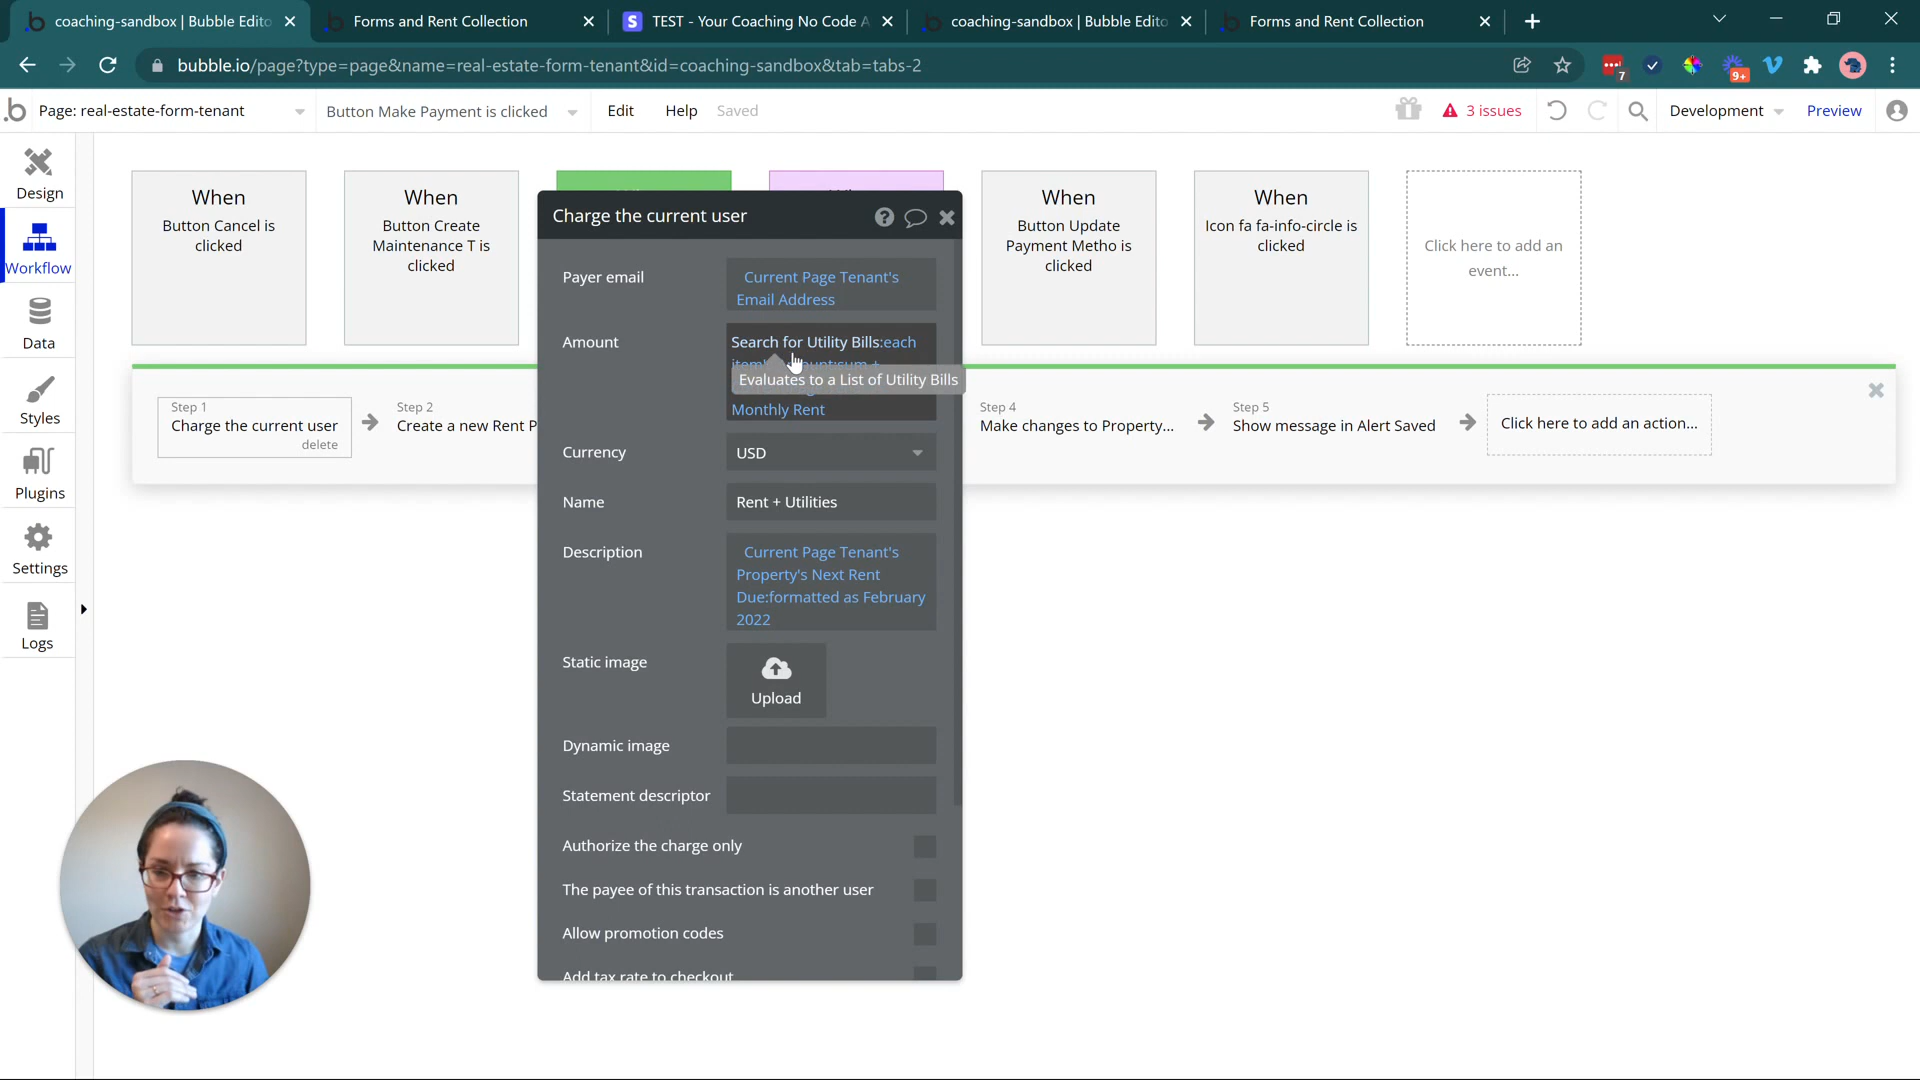 coaching-sandbox | Bubble Edito
Forms and Rent Collection
TEST - Your Coaching No Code A
coaching-sandbox | Bubble Edito
Forms and Rent Collection
bubble.io/page?type=page&name=real-estate-form-tenant&id=coaching-sandbox&tab=tabs-2
7
9+
Page: real-estate-form-tenant
Button Make Payment is clicked
Edit
Help
Saved
3 issues
Development
Preview
Design
Workflow
Data
Styles
Plugins
Settings
Logs
When
Button Cancel is
clicked
When
Button Create
Maintenance T is
clicked
When
Button Update
Payment Metho is
clicked
When
Icon fa fa-info-circle is
clicked
Click here to add an
event...
Step 1
Charge the current user
delete
Step 2
Create a new Rent P
Step 4
Make changes to Property...
Step 5
Show message in Alert Saved
Click here to add an action...
Charge the current user
Payer email
Current Page Tenant's
Email Address
Amount
Search for Utility Bills:each
Evaluates to a List of Utility Bills
Monthly Rent
Currency
USD
Name
Rent + Utilities
Description
Current Page Tenant's
Property's Next Rent
Due:formatted as February
2022
Static image
Upload
Dynamic image
Statement descriptor
Authorize the charge only
The payee of this transaction is another user
Allow promotion codes
Add tax rate to checkout